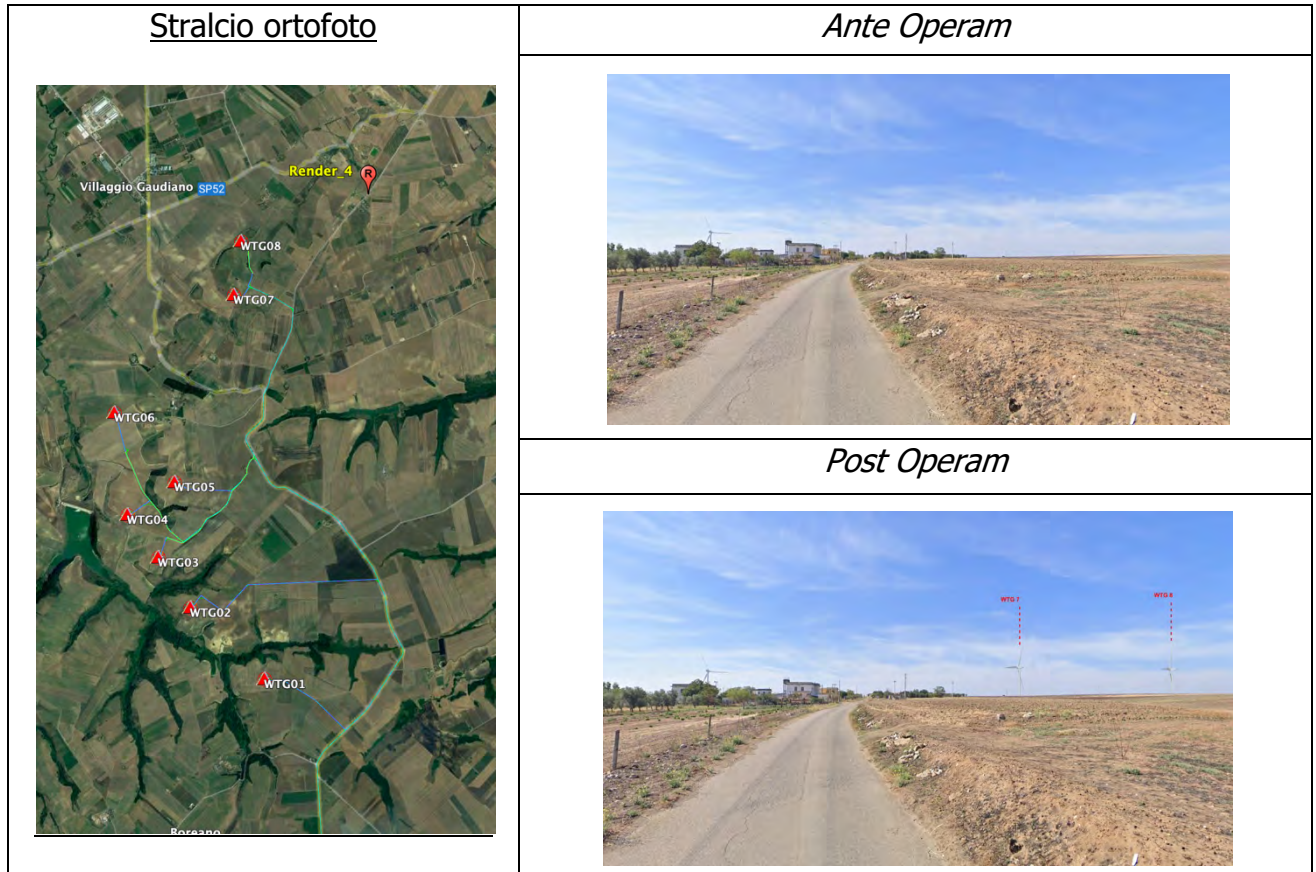 Stralcio ortofoto
Ante Operam
Render_4
R
Villaggio Gaudiano SP52
WTG08
WTG07
WTG06
WTG05
WTG04
WTG03
WTG02
WTG01
Boreano
Post Operam
WTG 7
WTG 8